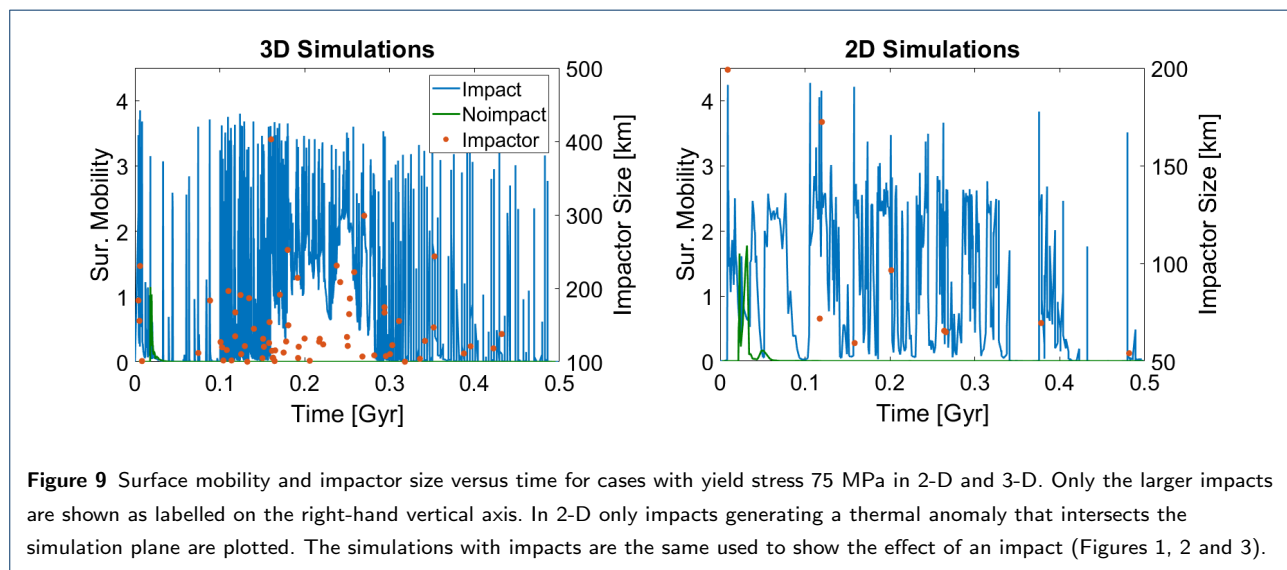 3D Simulations
Sur. Mobility
4
3
2
1
0
0
0.1
0.2
0.3
0.4
0.5
Time [Gyr]
500
400
300
200
100
Impactor Size [km]
Impact
Noimpact
Impactor
2D Simulations
Sur. Mobility
4
3
2
1
0
0
0.1
0.2
0.3
0.4
0.5
Time [Gyr]
200
150
100
50
Impactor Size [km]
Figure 9 Surface mobility and impactor size versus time for cases with yield stress 75 MPa in 2-D and 3-D. Only the larger impacts
are shown as labelled on the right-hand vertical axis. In 2-D only impacts generating a thermal anomaly that intersects the
simulation plane are plotted. The simulations with impacts are the same used to show the effect of an impact (Figures 1, 2 and 3).